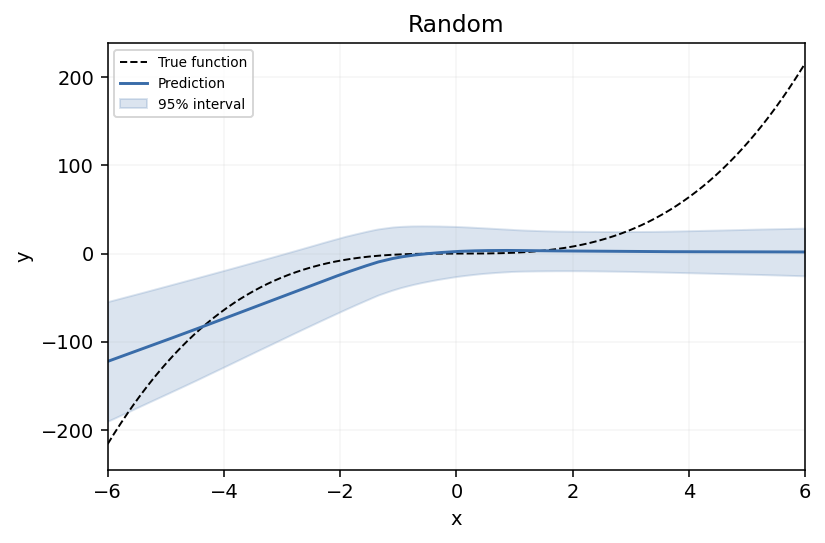 Random
True function
Prediction
95% interval
y
200
100
0
−100
−200
−6
−4
−2
0
2
4
6
x